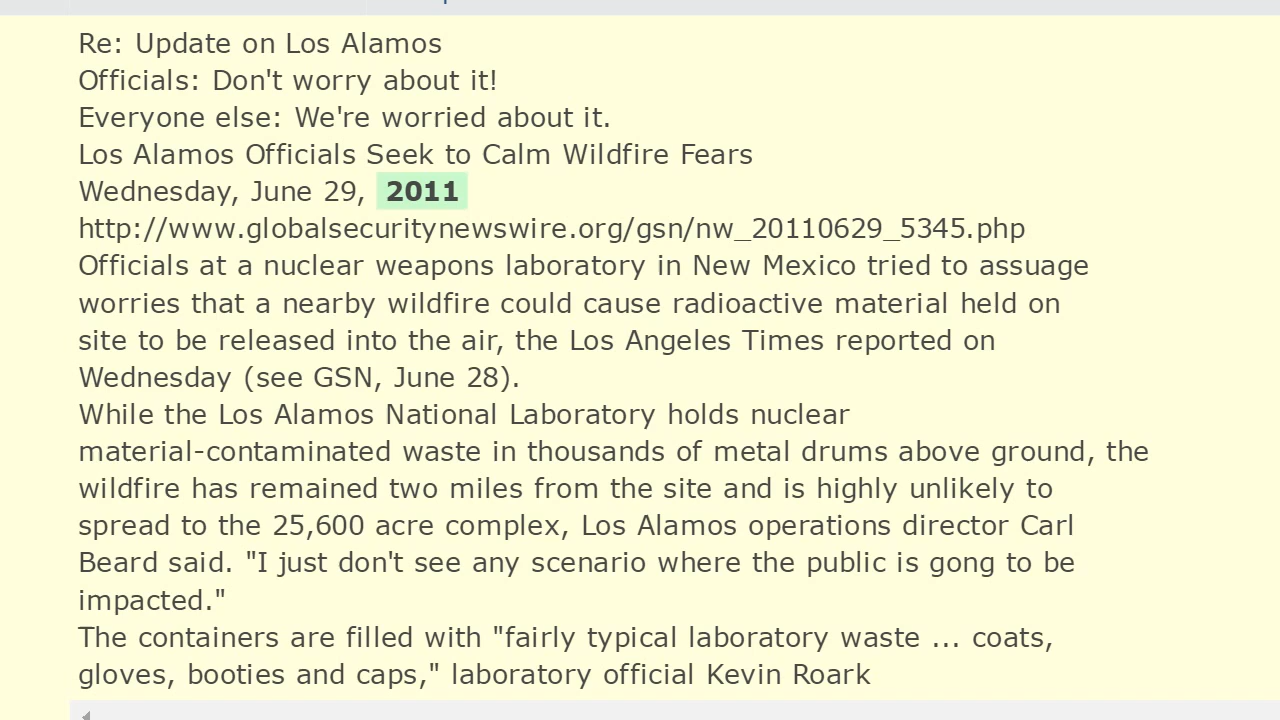 Re: Update on Los Alamos
Officials: Don't worry about it!
Everyone else: We're worried about it.
Los Alamos Officials Seek to Calm Wildfire Fears
Wednesday, June 29, 2011
http://www.globalsecuritynewswire.org/gsn/nw_20110629_5345.php
Officials at a nuclear weapons laboratory in New Mexico tried to assuage
worries that a nearby wildfire could cause radioactive material held on
site to be released into the air, the Los Angeles Times reported on
Wednesday (see GSN, June 28).
While the Los Alamos National Laboratory holds nuclear
material-contaminated waste in thousands of metal drums above ground, the
wildfire has remained two miles from the site and is highly unlikely to
spread to the 25,600 acre complex, Los Alamos operations director Carl
Beard said. "I just don't see any scenario where the public is gong to be
impacted."
The containers are filled with "fairly typical laboratory waste ... coats,
gloves, booties and caps," laboratory official Kevin Roark